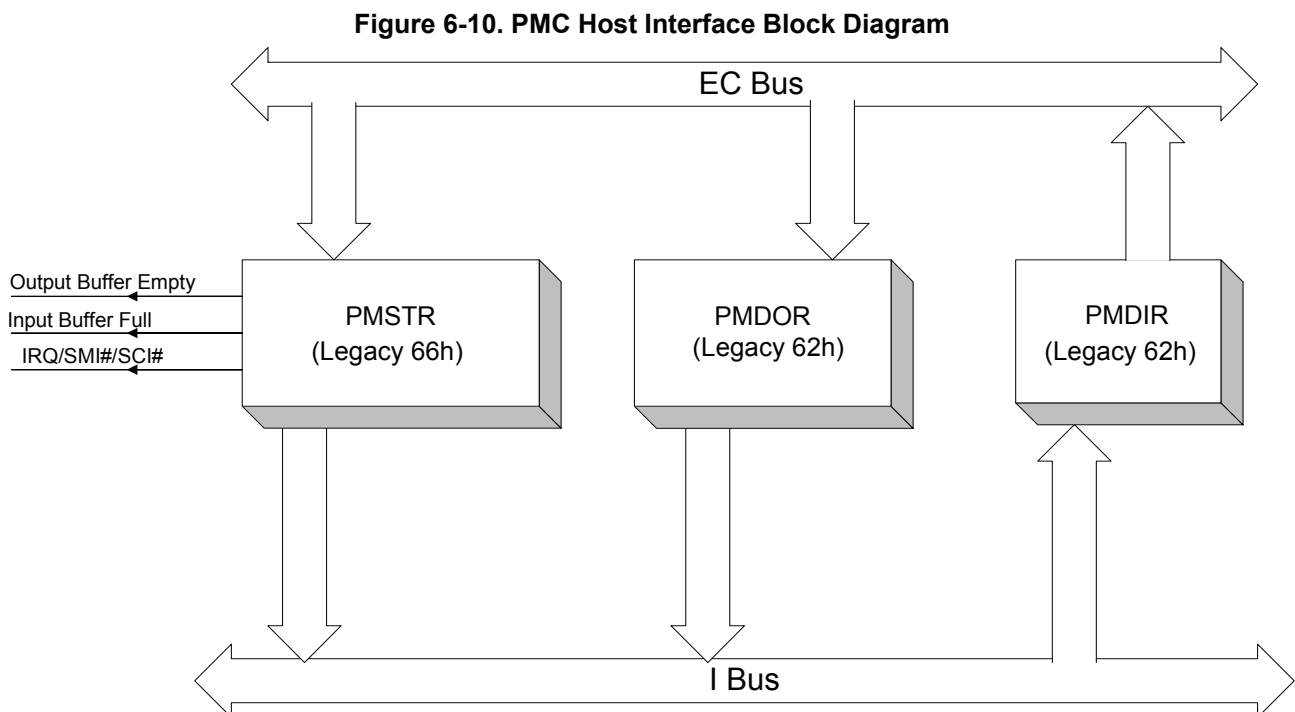 Figure 6-10. PMC Host Interface Block Diagram
EC Bus
Output Buffer Empty
Input Buffer Full
IRQ/SMI#/SCI#
PMSTR
(Legacy 66h)
PMDOR
(Legacy 62h)
PMDIR
(Legacy 62h)
I Bus